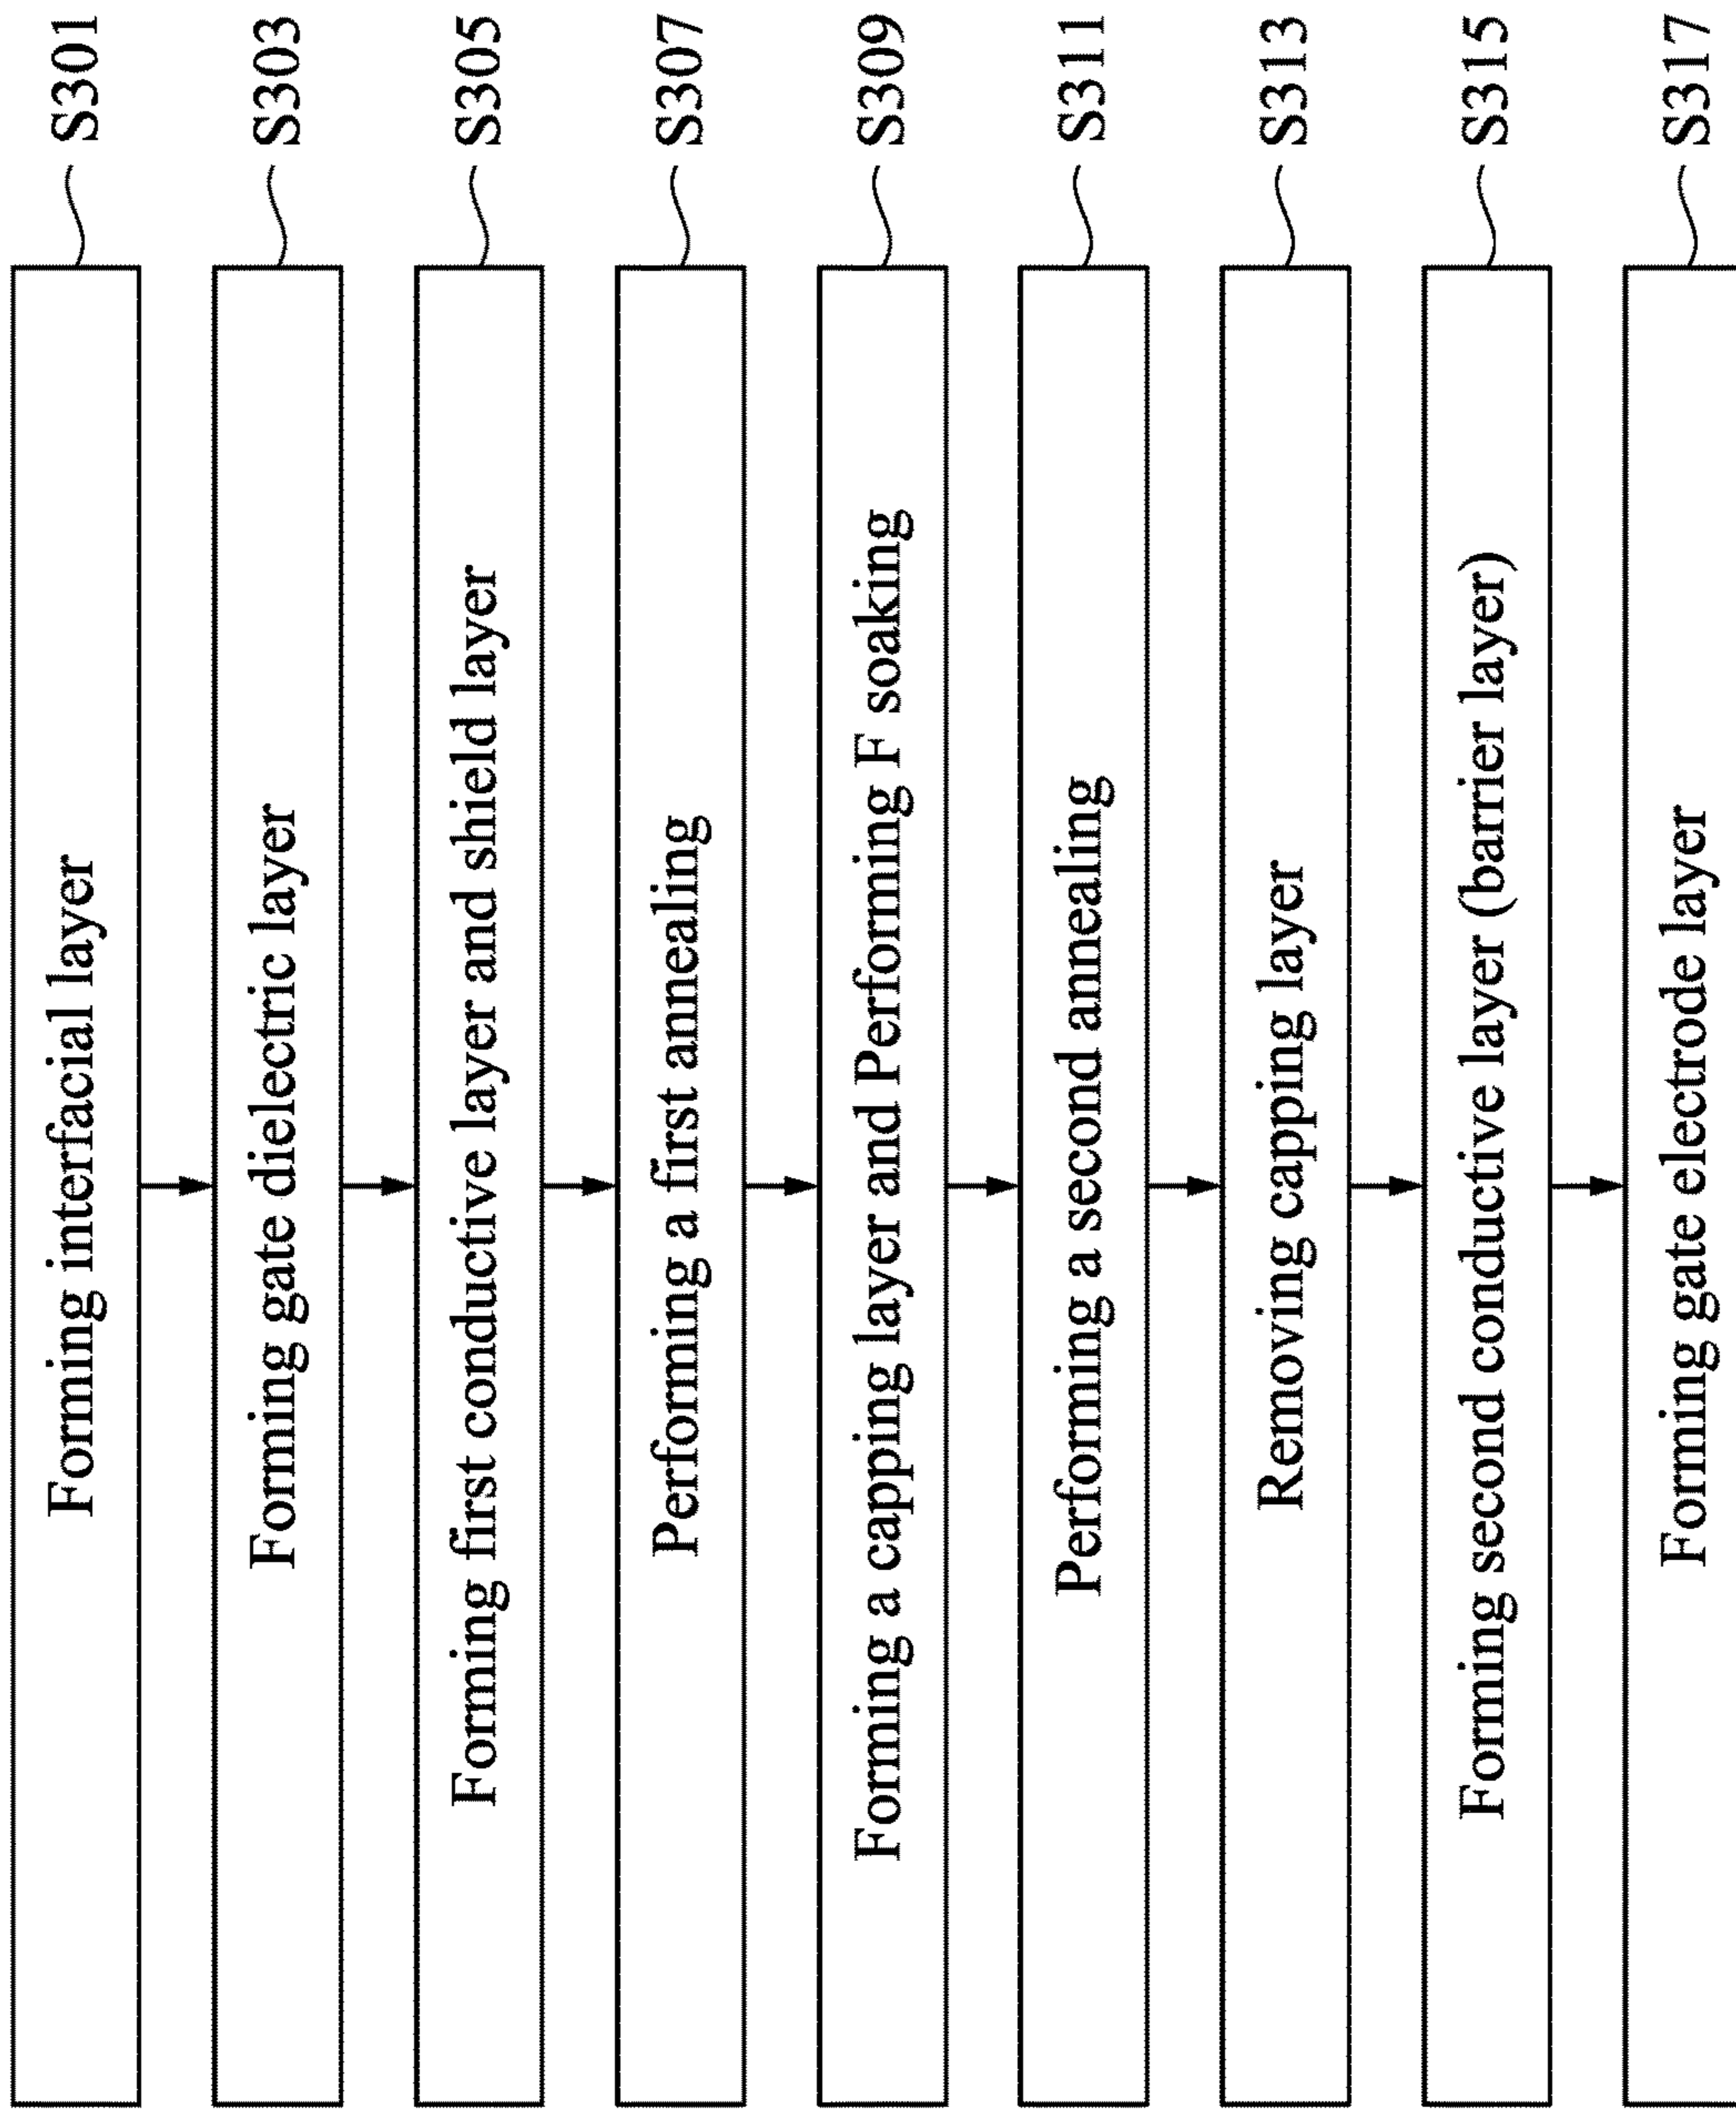 Forming interfacial layer S301
Forming gate dielectric layer S303
Forming first conductive layer and shield layer S305
Performing a first annealing S307
Forming a capping layer and Performing F soaking S309
Performing a second annealing S311
Removing capping layer S313
Forming second conductive layer (barrier layer) S315
Forming gate electrode layer S317